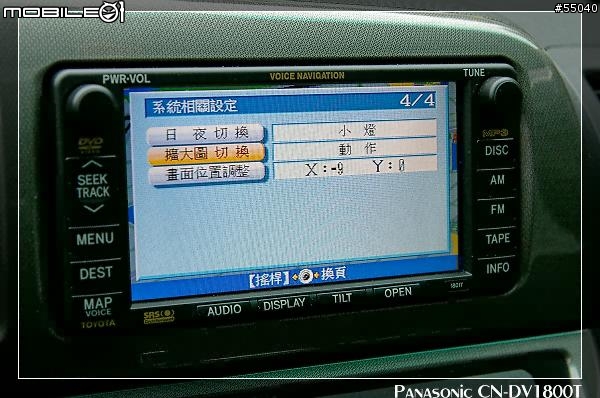 MOBILE01
#55040
PWR·VOL
VOICE NAVIGATION
TUNE
系統相關設定
4/4
日夜切換
小燈
擴大圖切換
動作
畫面位置調整
X:-9 Y:0
【搖桿】 換頁
DVD
SEEK
TRACK
MENU
DEST
MAP
VOICE
TOYOTA
MP3
DISC
AM
FM
TAPE
INFO
SRS
AUDIO
DISPLAY
TILT
OPEN
PANASONIC CN-DV1800T